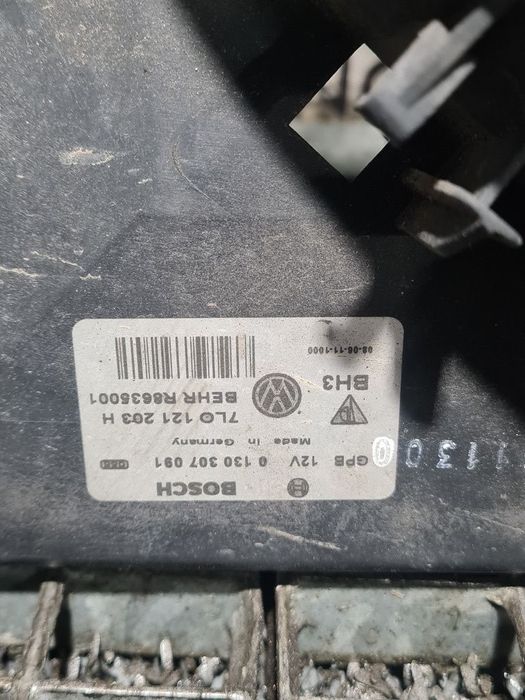 BOSCH
GPB 12V 0 130 307 091
Made in Germany
7L0 121 203 H
BEHR R8635001
BH3
08-06-11-1000
1130